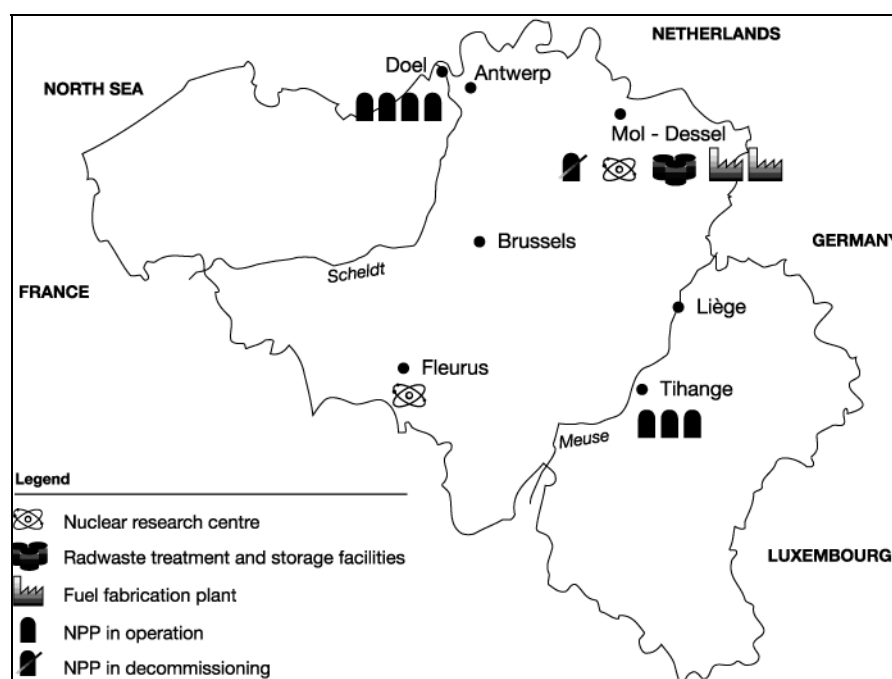 NETHERLANDS
Doel
Antwerp
NORTH SEA
Mol - Dessel
Brussels
GERMANY
Scheldt
FRANCE
Liège
Fleurus
Tihange
Meuse
Legend
Nuclear research centre
Radwaste treatment and storage facilities
LUXEMBOURG
Fuel fabrication plant
NPP in operation
NPP in decommissioning